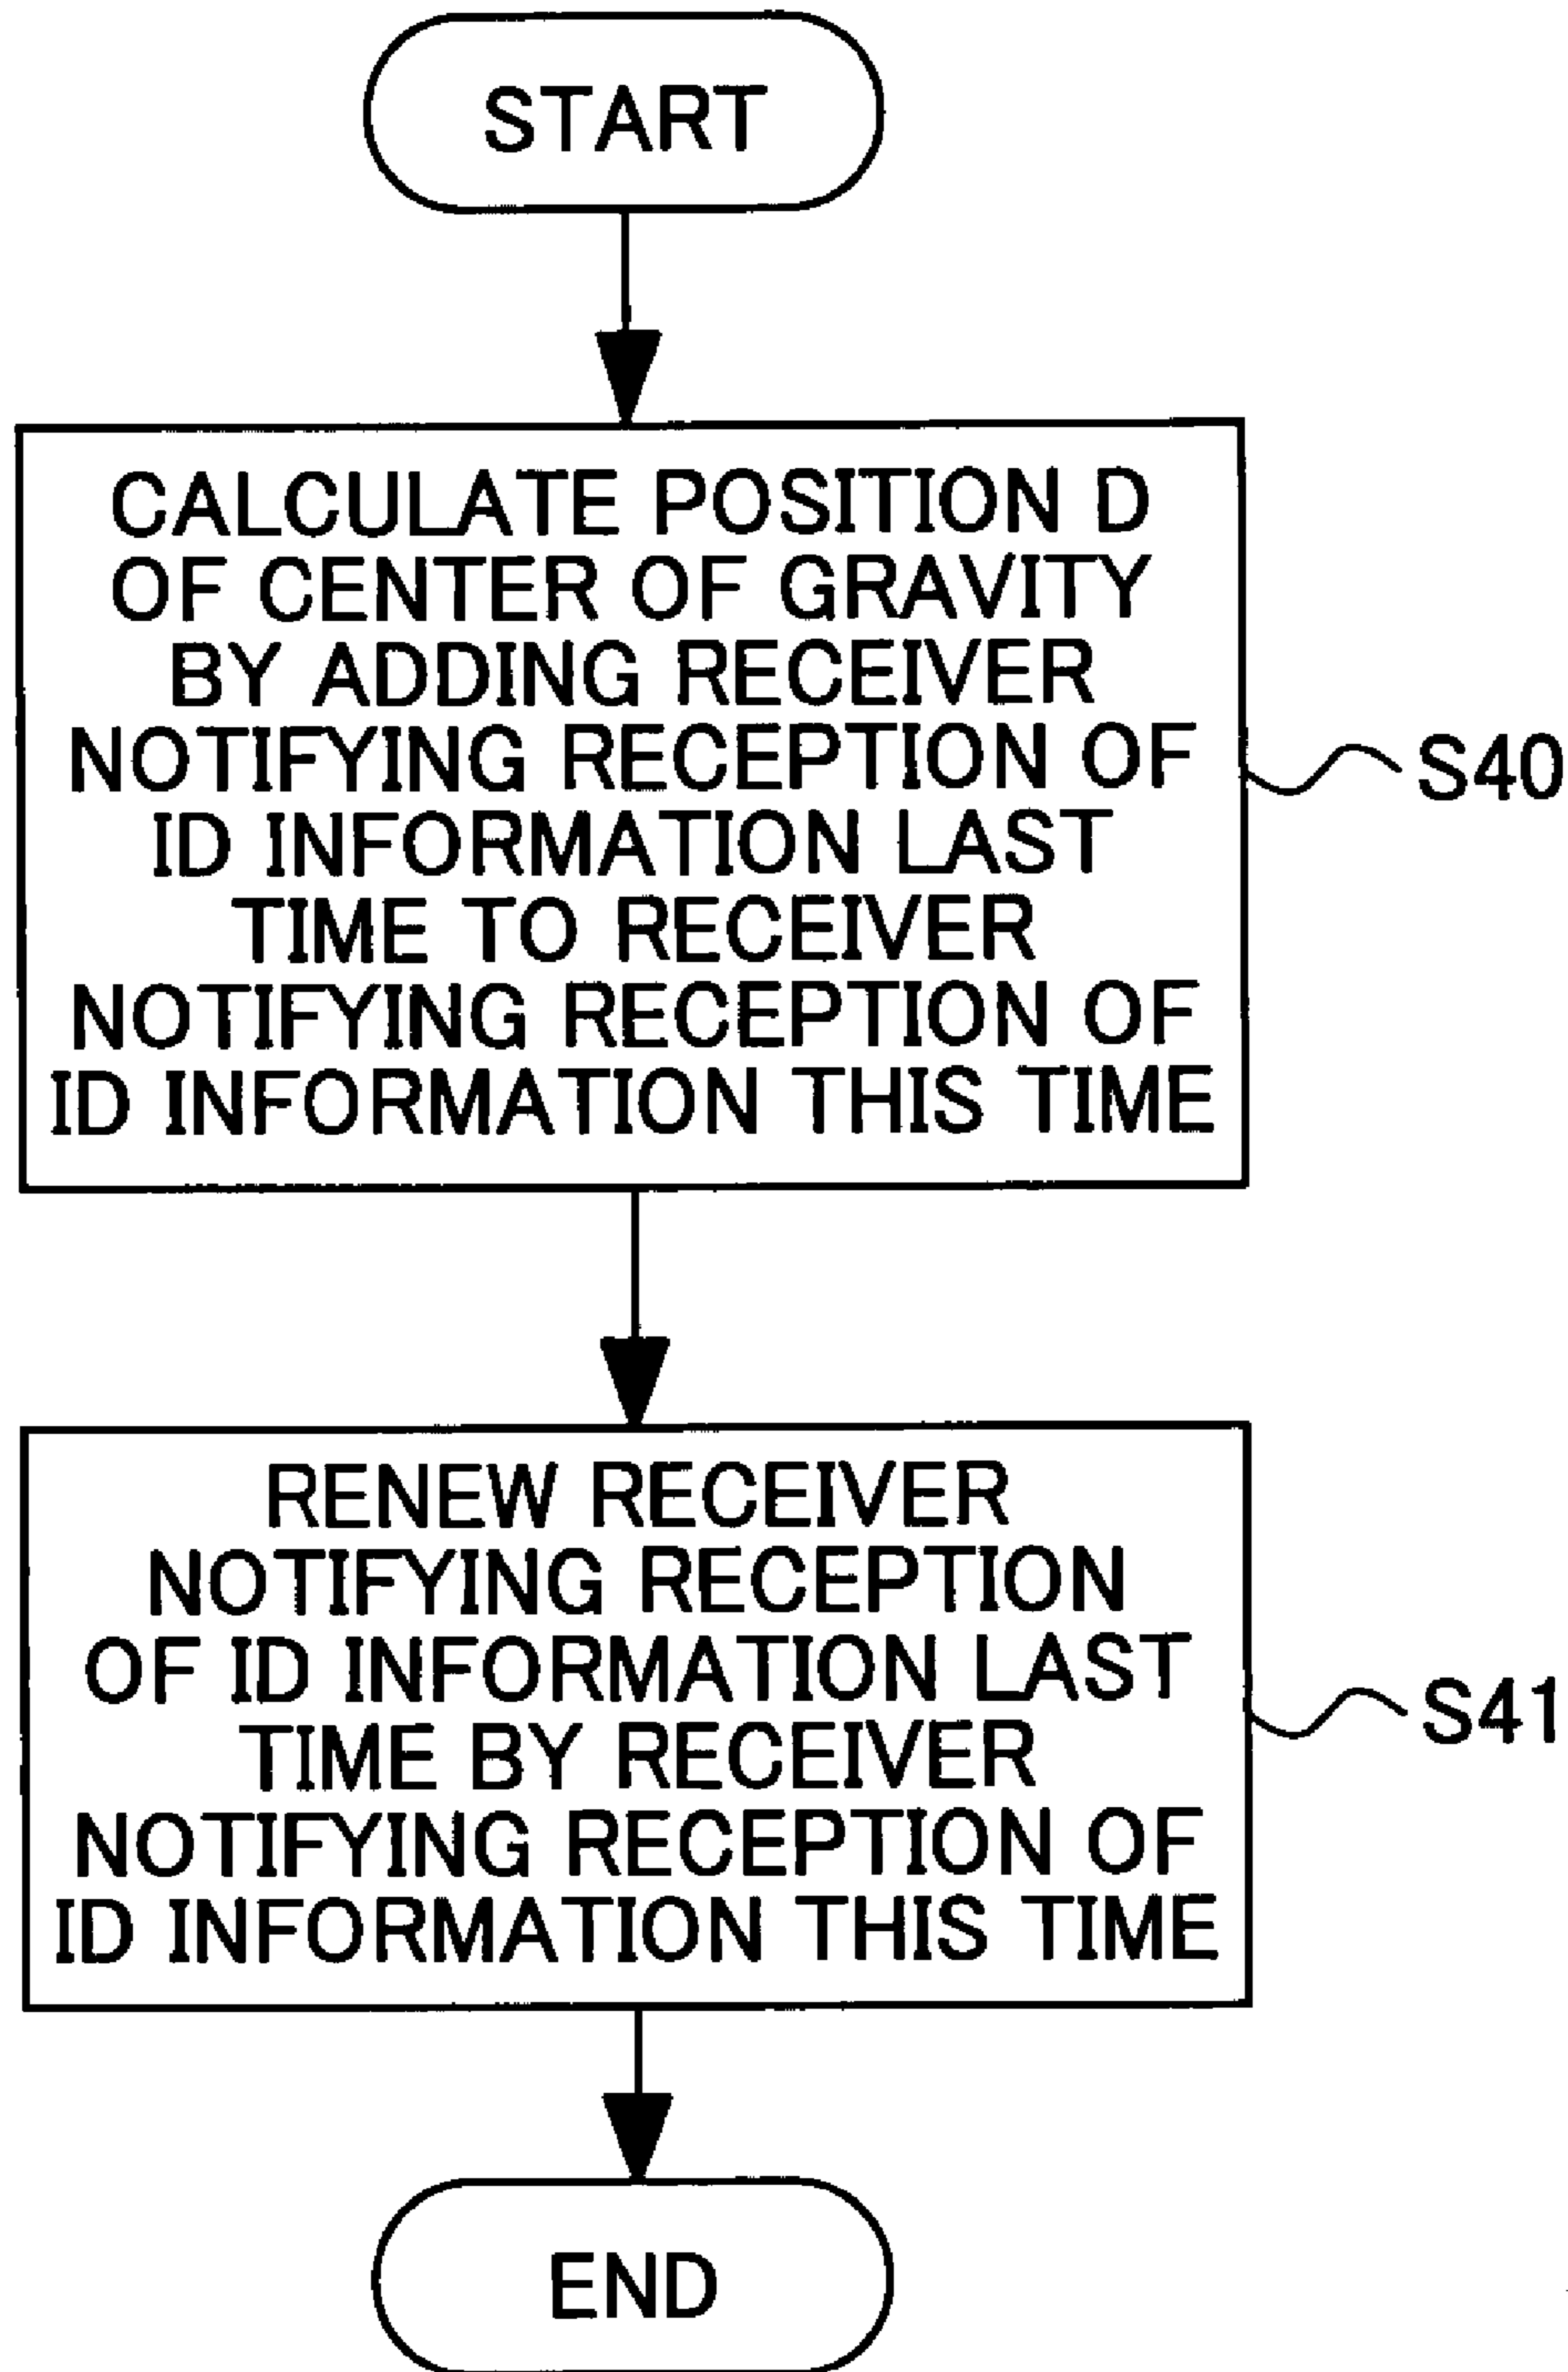 START
CALCULATE POSITION D
OF CENTER OF GRAVITY
BY ADDING RECEIVER
NOTIFYING RECEPTION OF
ID INFORMATION LAST
TIME TO RECEIVER
NOTIFYING RECEPTION OF
ID INFORMATION THIS TIME
S40
RENEW RECEIVER
NOTIFYING RECEPTION
OF ID INFORMATION LAST
TIME BY RECEIVER
NOTIFYING RECEPTION OF
ID INFORMATION THIS TIME
S41
END